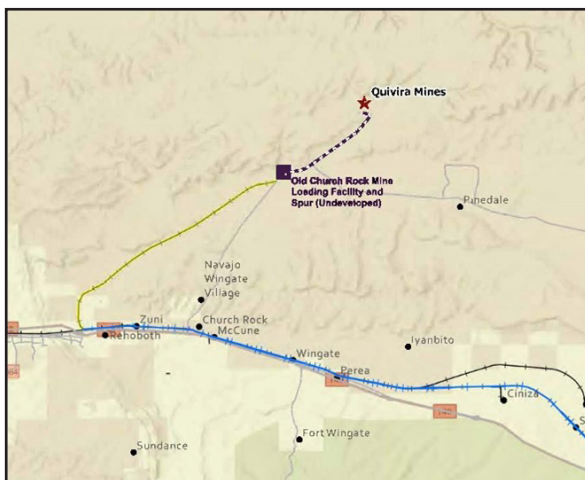 Quivira Mines
Old Church Rock Mine
Loading Facility and
Spur (Undeveloped)
Pinedale
Navajo
Wingate
Village
Zuni
Church Rock
Rehoboth
McCune
Iyanbito
Wingate
Perea
Ciniza
Sundance
Fort Wingate